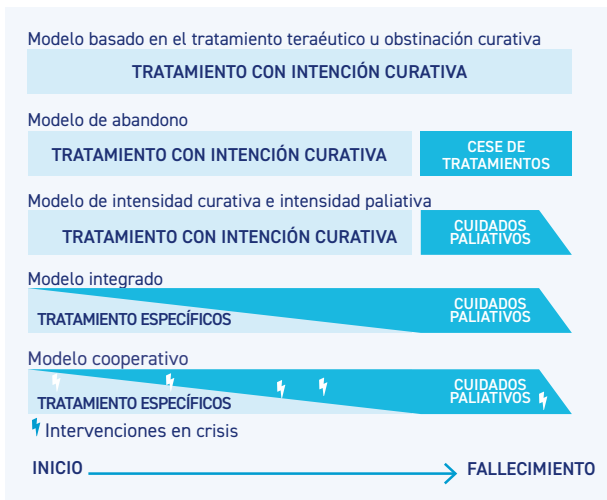 Modelo basado en el tratamiento teraéutico u obstinación curativa
TRATAMIENTO CON INTENCIÓN CURATIVA
Modelo de abandono
TRATAMIENTO CON INTENCIÓN CURATIVA
CESE DE
TRATAMIENTOS
Modelo de intensidad curativa e intensidad paliativa
TRATAMIENTO CON INTENCIÓN CURATIVA
CUIDADOS
PALIATIVOS
Modelo integrado
TRATAMIENTO ESPECÍFICOS
CUIDADOS
PALIATIVOS
Modelo cooperativo
TRATAMIENTO ESPECÍFICOS
CUIDADOS
PALIATIVOS
Intervenciones en crisis
INICIO
FALLECIMIENTO